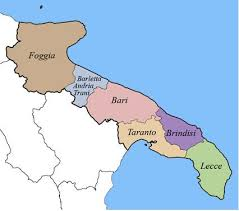 Foggia
Barletta
Andria
Trani
Bari
Taranto
Brindisi
Lecce